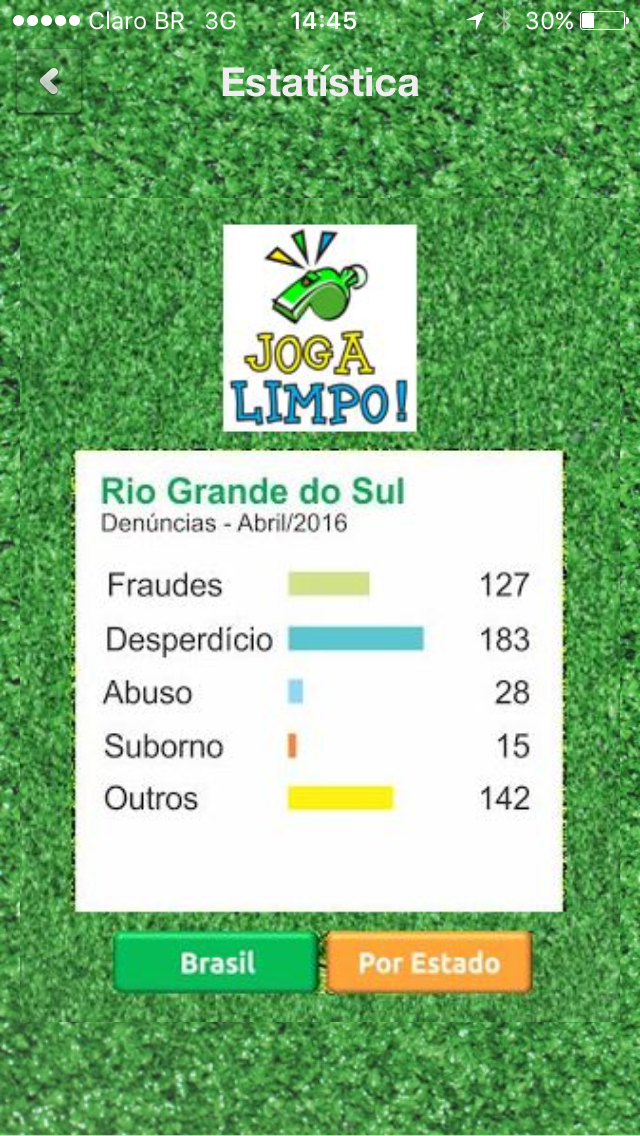 Claro BR 3G 14:45 30%
Estatística
JOGA
LIMPO!
Rio Grande do Sul
Denúncias - Abril/2016
Fraudes 127
Desperdício 183
Abuso 28
Suborno 15
Outros 142
Brasil Por Estado